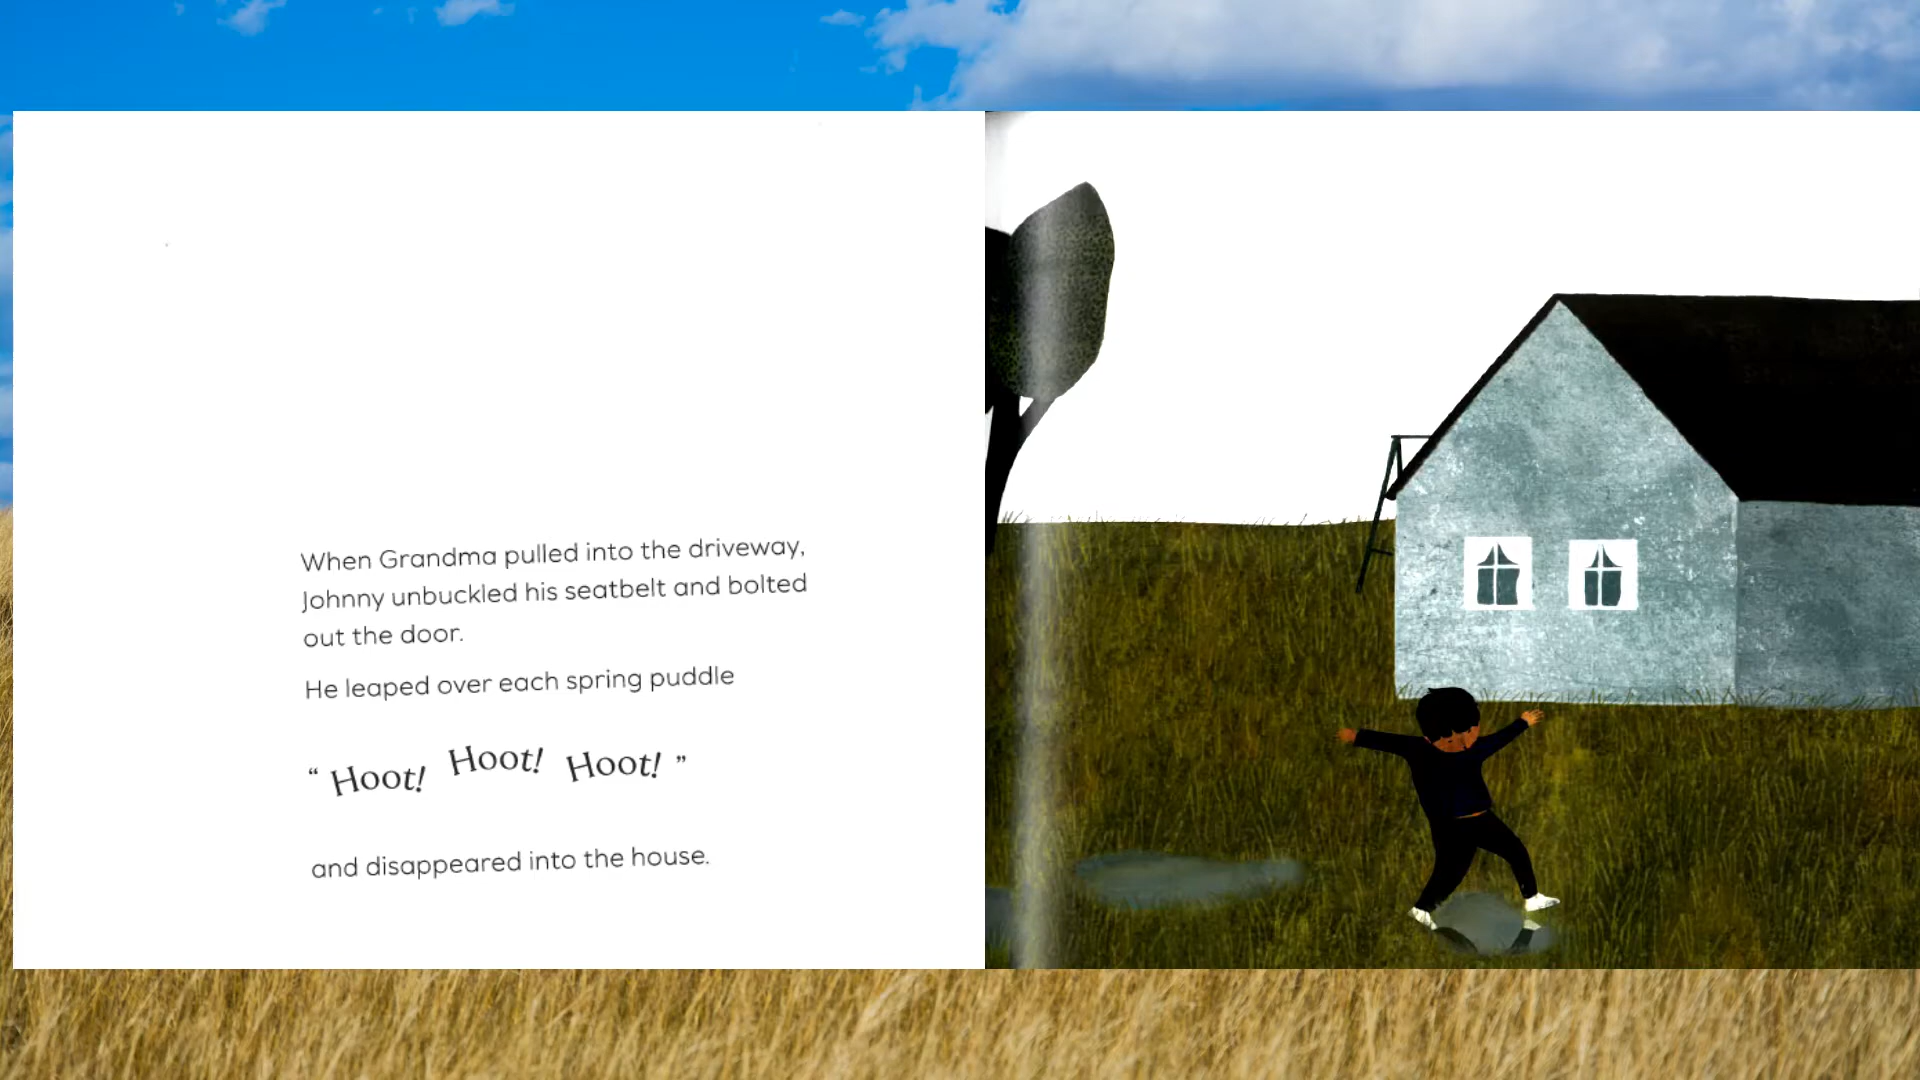 When Grandma pulled into the driveway,
Johnny unbuckled his seatbelt and bolted
out the door.
He leaped over each spring puddle
“ Hoot! Hoot! Hoot! ”
and disappeared into the house.